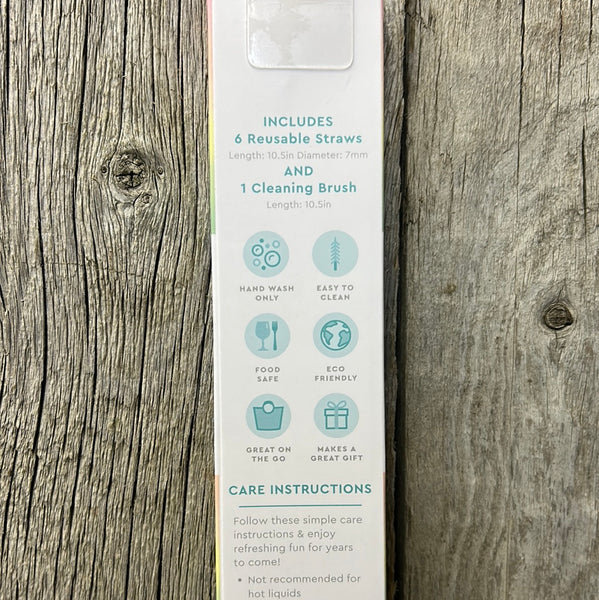 INCLUDES
6 Reusable Straws
Length: 10.5in Diameter: 7mm
AND
1 Cleaning Brush
Length: 10.5in
HAND WASH
ONLY
EASY TO
CLEAN
FOOD
SAFE
ECO
FRIENDLY
GREAT ON
THE GO
MAKES A
GREAT GIFT
CARE INSTRUCTIONS
Follow these simple care
instructions & enjoy
refreshing fun for years
to come!
• Not recommended for
hot liquids